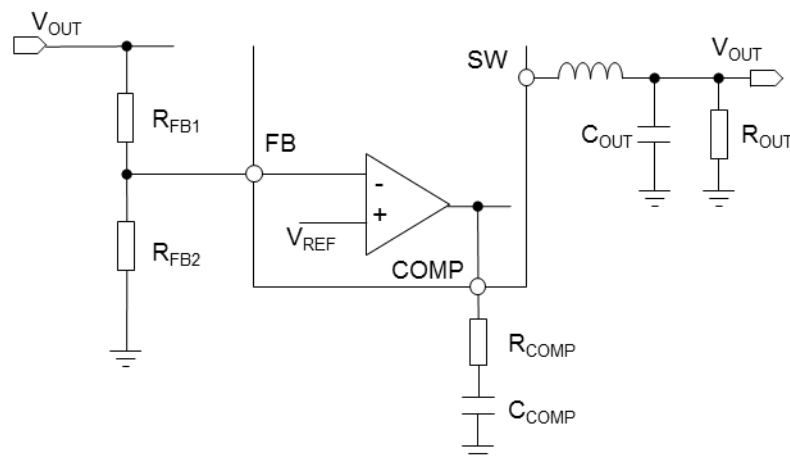 VOUT
RFB1
FB
SW
VOUT
COUT
ROUT
-
+
VREF
RFB2
COMP
RCOMP
CCOMP